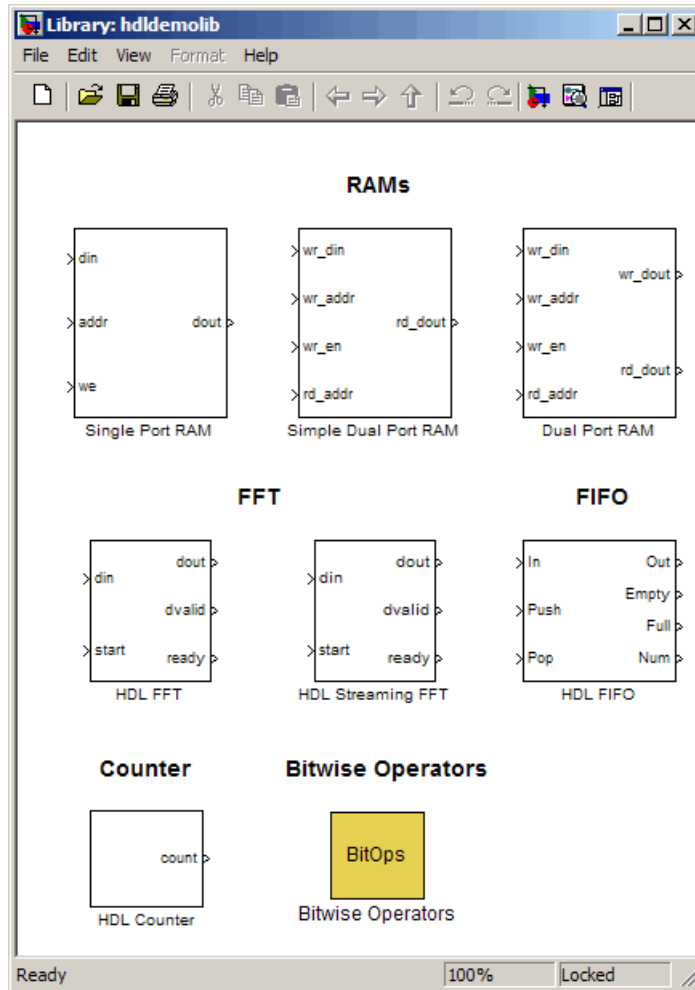 Library: hdldemolib
File Edit View Format Help
RAMs
din
addr
we
dout
Single Port RAM
wr_din
wr_addr
wr_en
rd_addr
rd_dout
Simple Dual Port RAM
wr_din
wr_addr
wr_en
rd_addr
wr_dout
rd_dout
Dual Port RAM
FFT
FIFO
din
start
dout
dvalid
ready
HDL FFT
din
start
dout
dvalid
ready
HDL Streaming FFT
In
Push
Pop
Out
Empty
Full
Num
HDL FIFO
Counter
Bitwise Operators
count
HDL Counter
BitOps
Bitwise Operators
Ready 100% Locked